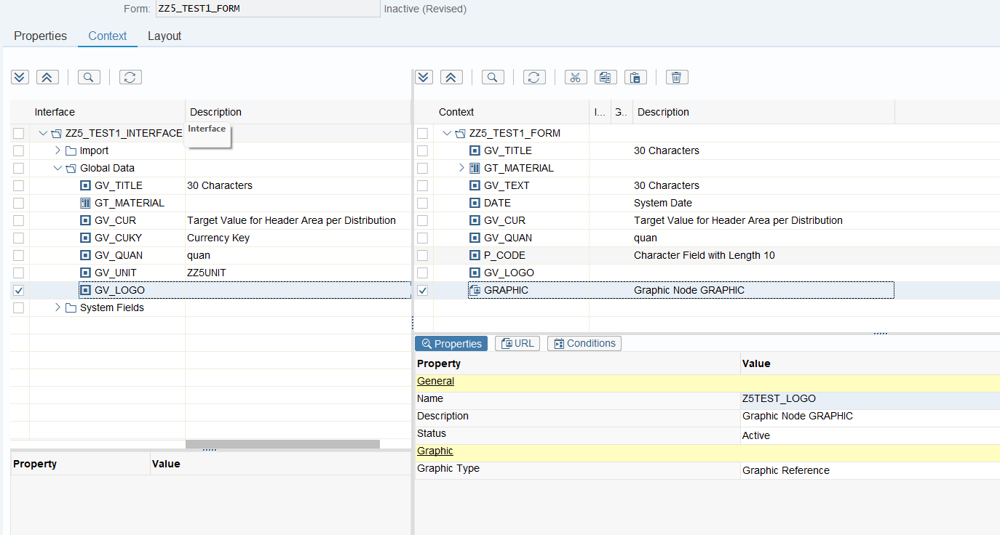 Form: ZZ5_TEST1_FORM Inactive (Revised)
Properties Context Layout
Interface Description
ZZ5_TEST1_INTERFACE
Interface
Import
Global Data
GV_TITLE 30 Characters
GT_MATERIAL
GV_CUR Target Value for Header Area per Distribution
GV_CUKY Currency Key
GV_QUAN quan
GV_UNIT ZZ5UNIT
GV_LOGO
System Fields
Property Value
Context I... G.. Description
ZZ5_TEST1_FORM
GV_TITLE 30 Characters
GT_MATERIAL
GV_TEXT 30 Characters
DATE System Date
GV_CUR Target Value for Header Area per Distribution
GV_QUAN quan
P_CODE Character Field with Length 10
GV_LOGO
GRAPHIC Graphic Node GRAPHIC
Properties URL Conditions
Property Value
General
Name Z5TEST_LOGO
Description Graphic Node GRAPHIC
Status Active
Graphic
Graphic Type Graphic Reference